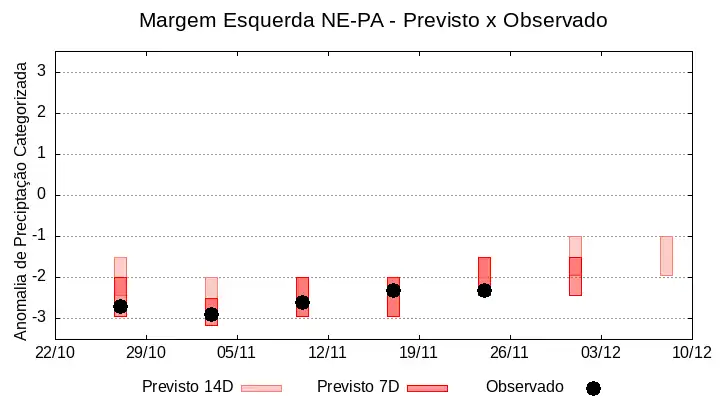 Margem Esquerda NE-PA - Previsto x Observado
Anomalia de Preciptação Categorizada
3
2
1
0
-1
-2
-3
22/10 29/10 05/11 12/11 19/11 26/11 03/12 10/12
Previsto 14D Previsto 7D Observado